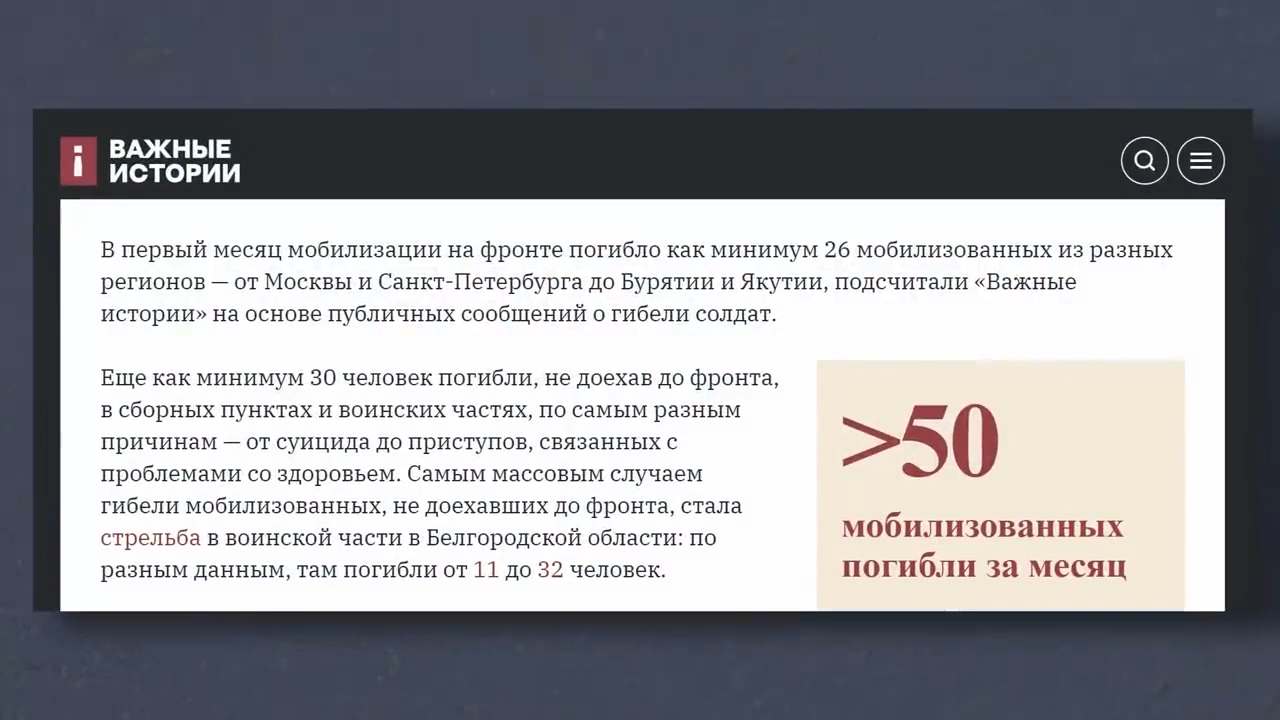 ВАЖНЫЕ
ИСТОРИИ
В первый месяц мобилизации на фронте погибло как минимум 26 мобилизованных из разных
регионов — от Москвы и Санкт-Петербурга до Бурятии и Якутии, подсчитали «Важные
истории» на основе публичных сообщений о гибели солдат.
Еще как минимум 30 человек погибли, не доехав до фронта,
в сборных пунктах и воинских частях, по самым разным
причинам — от суицида до приступов, связанных с
проблемами со здоровьем. Самым массовым случаем
гибели мобилизованных, не доехавших до фронта, стала
стрельба в воинской части в Белгородской области: по
разным данным, там погибли от 11 до 32 человек.
>50
мобилизованных
погибли за месяц